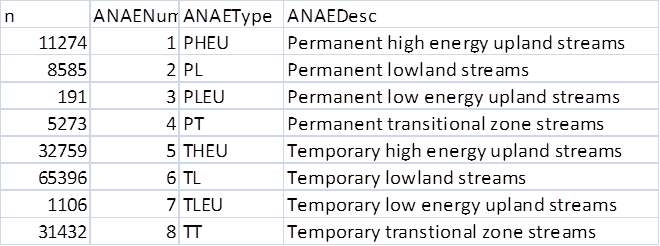 n ANAENum ANAEType ANAEDesc
11274 1 PHEU Permanent high energy upland streams
8585 2 PL Permanent lowland streams
191 3 PLEU Permanent low energy upland streams
5273 4 PT Permanent transitional zone streams
32759 5 THEU Temporary high energy upland streams
65396 6 TL Temporary lowland streams
1106 7 TLEU Temporary low energy upland streams
31432 8 TT Temporary transtional zone streams